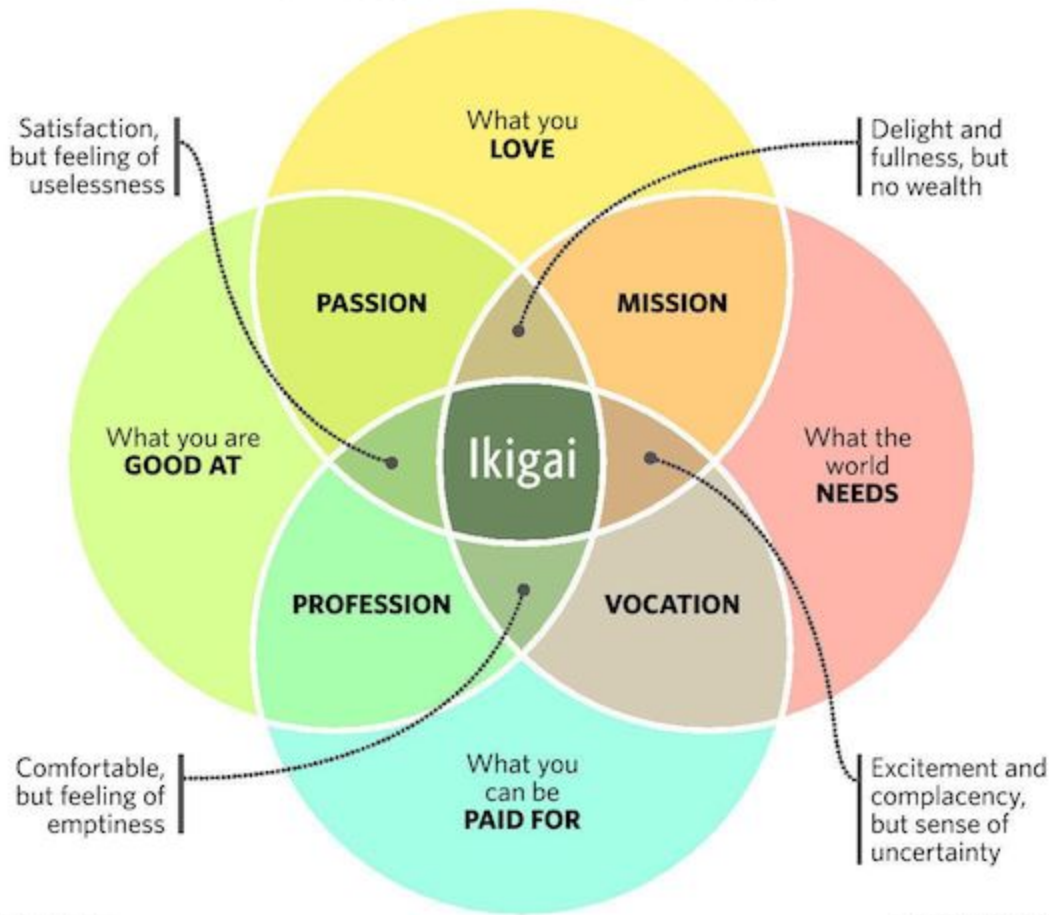 What you
LOVE
Satisfaction,
but feeling of
uselessness
Delight and
fullness, but
no wealth
PASSION
MISSION
What you are
GOOD AT
Ikigai
What the
world
NEEDS
PROFESSION
VOCATION
Comfortable,
but feeling of
emptiness
What you
can be
PAID FOR
Excitement and
complacency,
but sense of
uncertainty